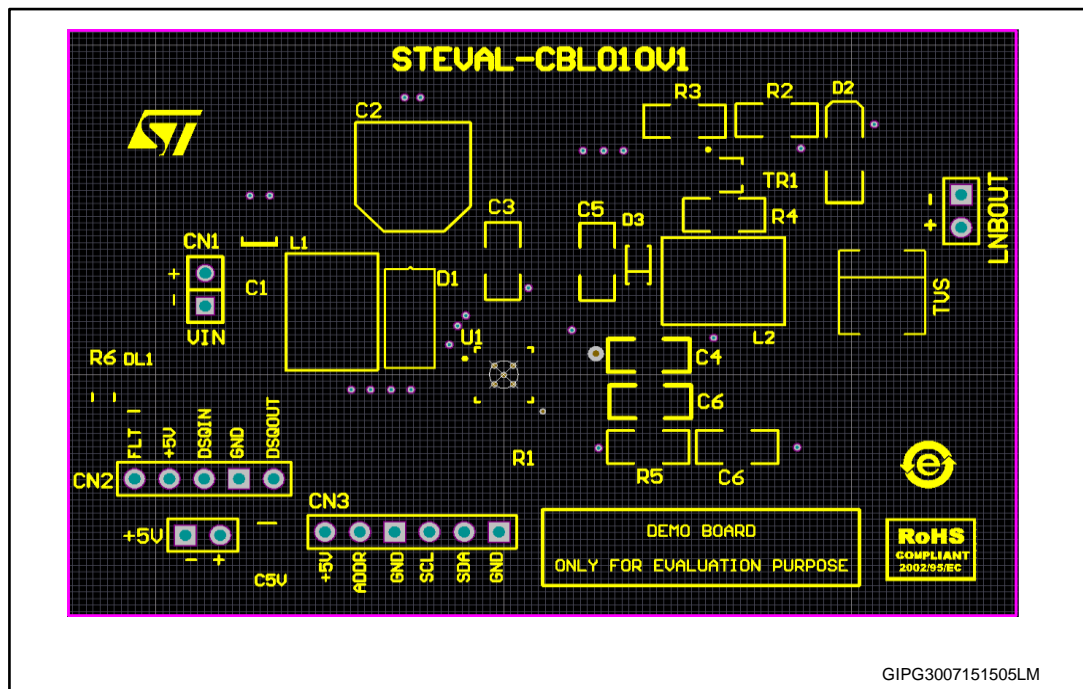 STEVAL-CBL010V1
ST
C2
R3
R2
D2
TR1
R4
LNBOUT
- +
C3
C5
D3
CN1
+
-
VIN
C1
L1
D1
U1
L2
TVS
C4
C6
R6 DL1
FLT
+5V
DSQIN
GND
DSQOUT
CN2
R1
R5
C6
e
CN3
+5V
- +
C5V
+5V
ADDR
GND
SCL
SDA
GND
DEMO BOARD
ONLY FOR EVALUATION PURPOSE
RoHS
COMPLIANT
2002/95/EC
GIPG3007151505LM